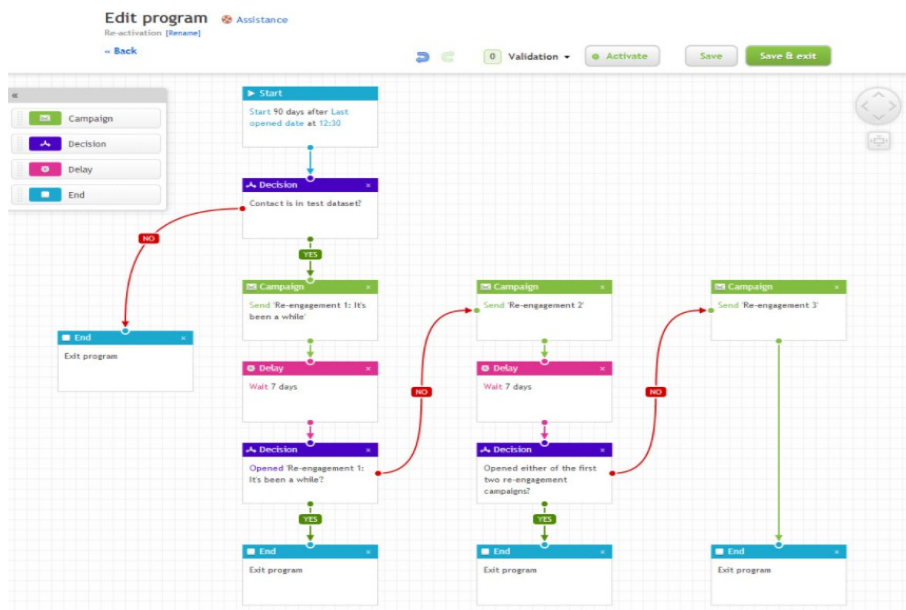 Edit program Assistance
Re-activation [Rename]
« Back
0 Validation Activate Save Save & exit
«
Campaign
Decision
Delay
End
Start
Start 90 days after Last
opened date at 12:30
Decision ×
Contact is in test dataset?
NO
YES
End ×
Exit program
Campaign ×
Send 'Re-engagement 1: It's
been a while'
Delay ×
Wait 7 days
Decision ×
Opened 'Re-engagement 1:
It's been a while'?
YES
End ×
Exit program
NO
Campaign ×
Send 'Re-engagement 2'
Delay ×
Wait 7 days
Decision ×
Opened either of the first
two re-engagement
campaigns?
YES
End ×
Exit program
NO
Campaign ×
Send 'Re-engagement 3'
End ×
Exit program